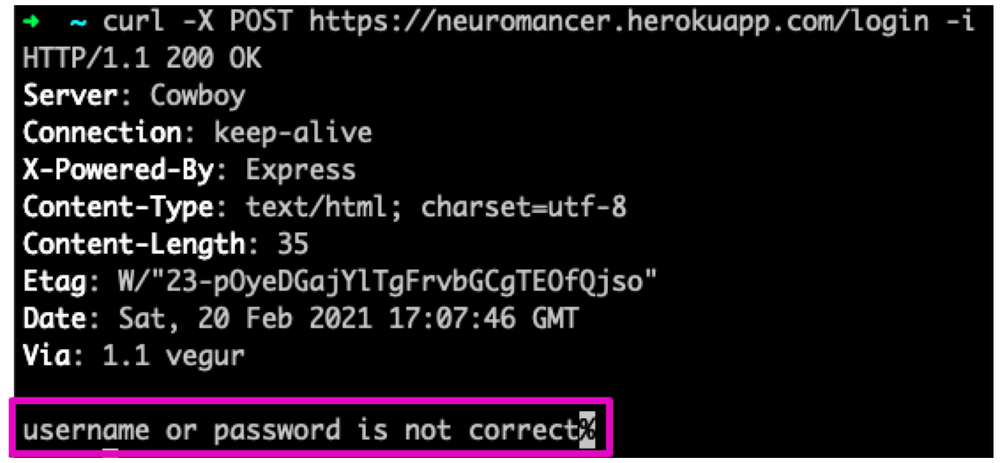 → ~ curl -X POST https://neuromancer.herokuapp.com/login -i
HTTP/1.1 200 OK
Server: Cowboy
Connection: keep-alive
X-Powered-By: Express
Content-Type: text/html; charset=utf-8
Content-Length: 35
Etag: W/"23-pOyeDGajYlTgFrvbGCgTEOfQjso"
Date: Sat, 20 Feb 2021 17:07:46 GMT
Via: 1.1 vegur
username or password is not correct%